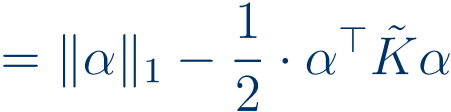 = ‖α‖₁ − 1/2 · α^⊤ K̃ α